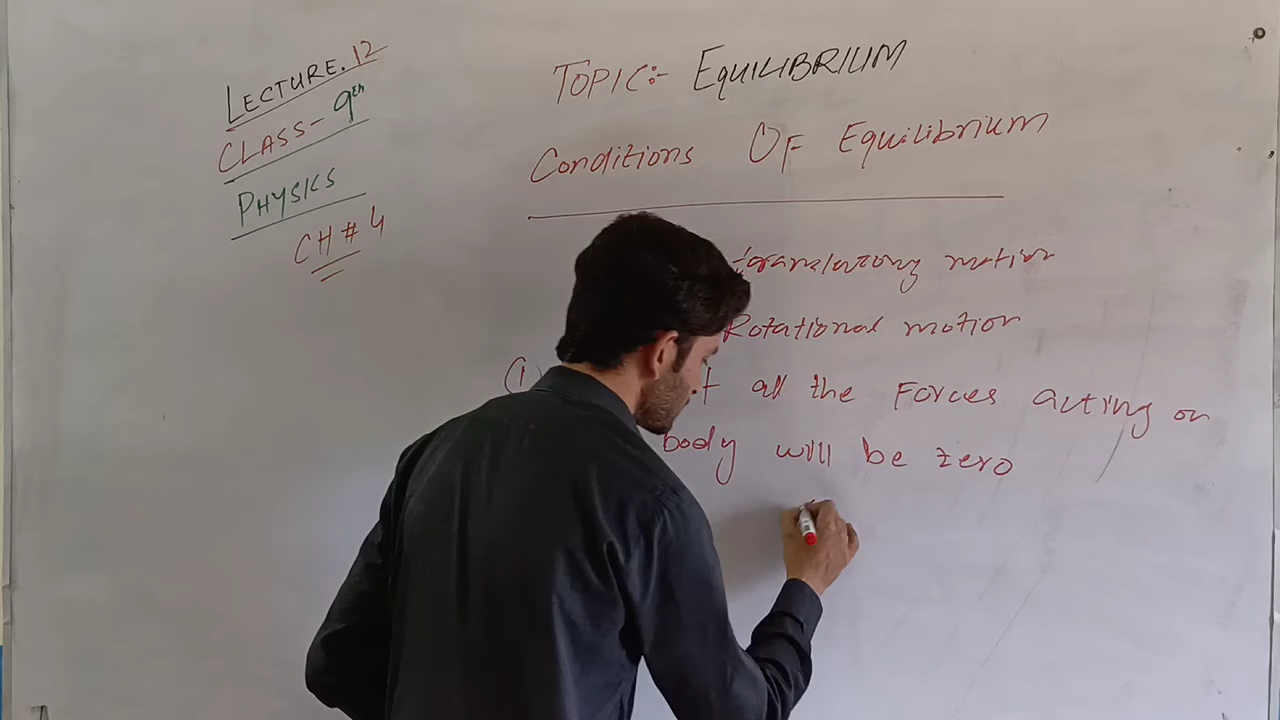 LECTURE.12
CLASS- 9th
PHYSICS
CH # 4
TOPIC:- EQUILIBRIUM
Conditions OF Equilibrium
translatory motion
Rotational motion
(1) all the Forces acting on
body will be zero